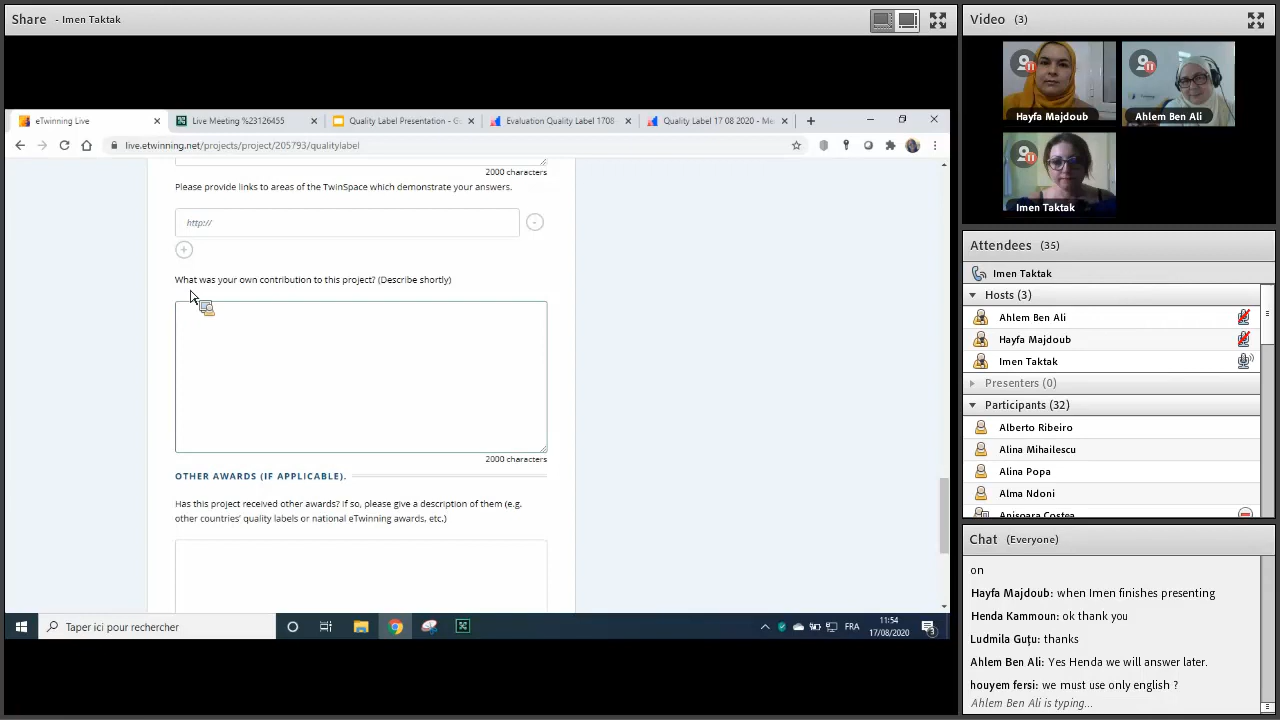 Share - Imen Taktak
Video (3)
Hayfa Majdoub
Ahlem Ben Ali
Imen Taktak
eTwinning Live
Live Meeting %23126455
Quality Label Presentation - G
Evaluation Quality Label 1708
Quality Label 17 08 2020 - Me
live.etwinning.net/projects/project/205793/qualitylabel
2000 characters
Please provide links to areas of the TwinSpace which demonstrate your answers.
http://
What was your own contribution to this project? (Describe shortly)
2000 characters
OTHER AWARDS (IF APPLICABLE).
Has this project received other awards? If so, please give a description of them (e.g.
other countries' quality labels or national eTwinning awards, etc.)
Taper ici pour rechercher
FRA
11:54
17/08/2020
3
Attendees (35)
Imen Taktak
Hosts (3)
Ahlem Ben Ali
Hayfa Majdoub
Imen Taktak
Presenters (0)
Participants (32)
Alberto Ribeiro
Alina Mihailescu
Alina Popa
Alma Ndoni
Anisoara Costea
Chat (Everyone)
on
Hayfa Majdoub: when Imen finishes presenting
Henda Kammoun: ok thank you
Ludmila Guțu: thanks
Ahlem Ben Ali: Yes Henda we will answer later.
houyem fersi: we must use only english ?
Ahlem Ben Ali is typing...